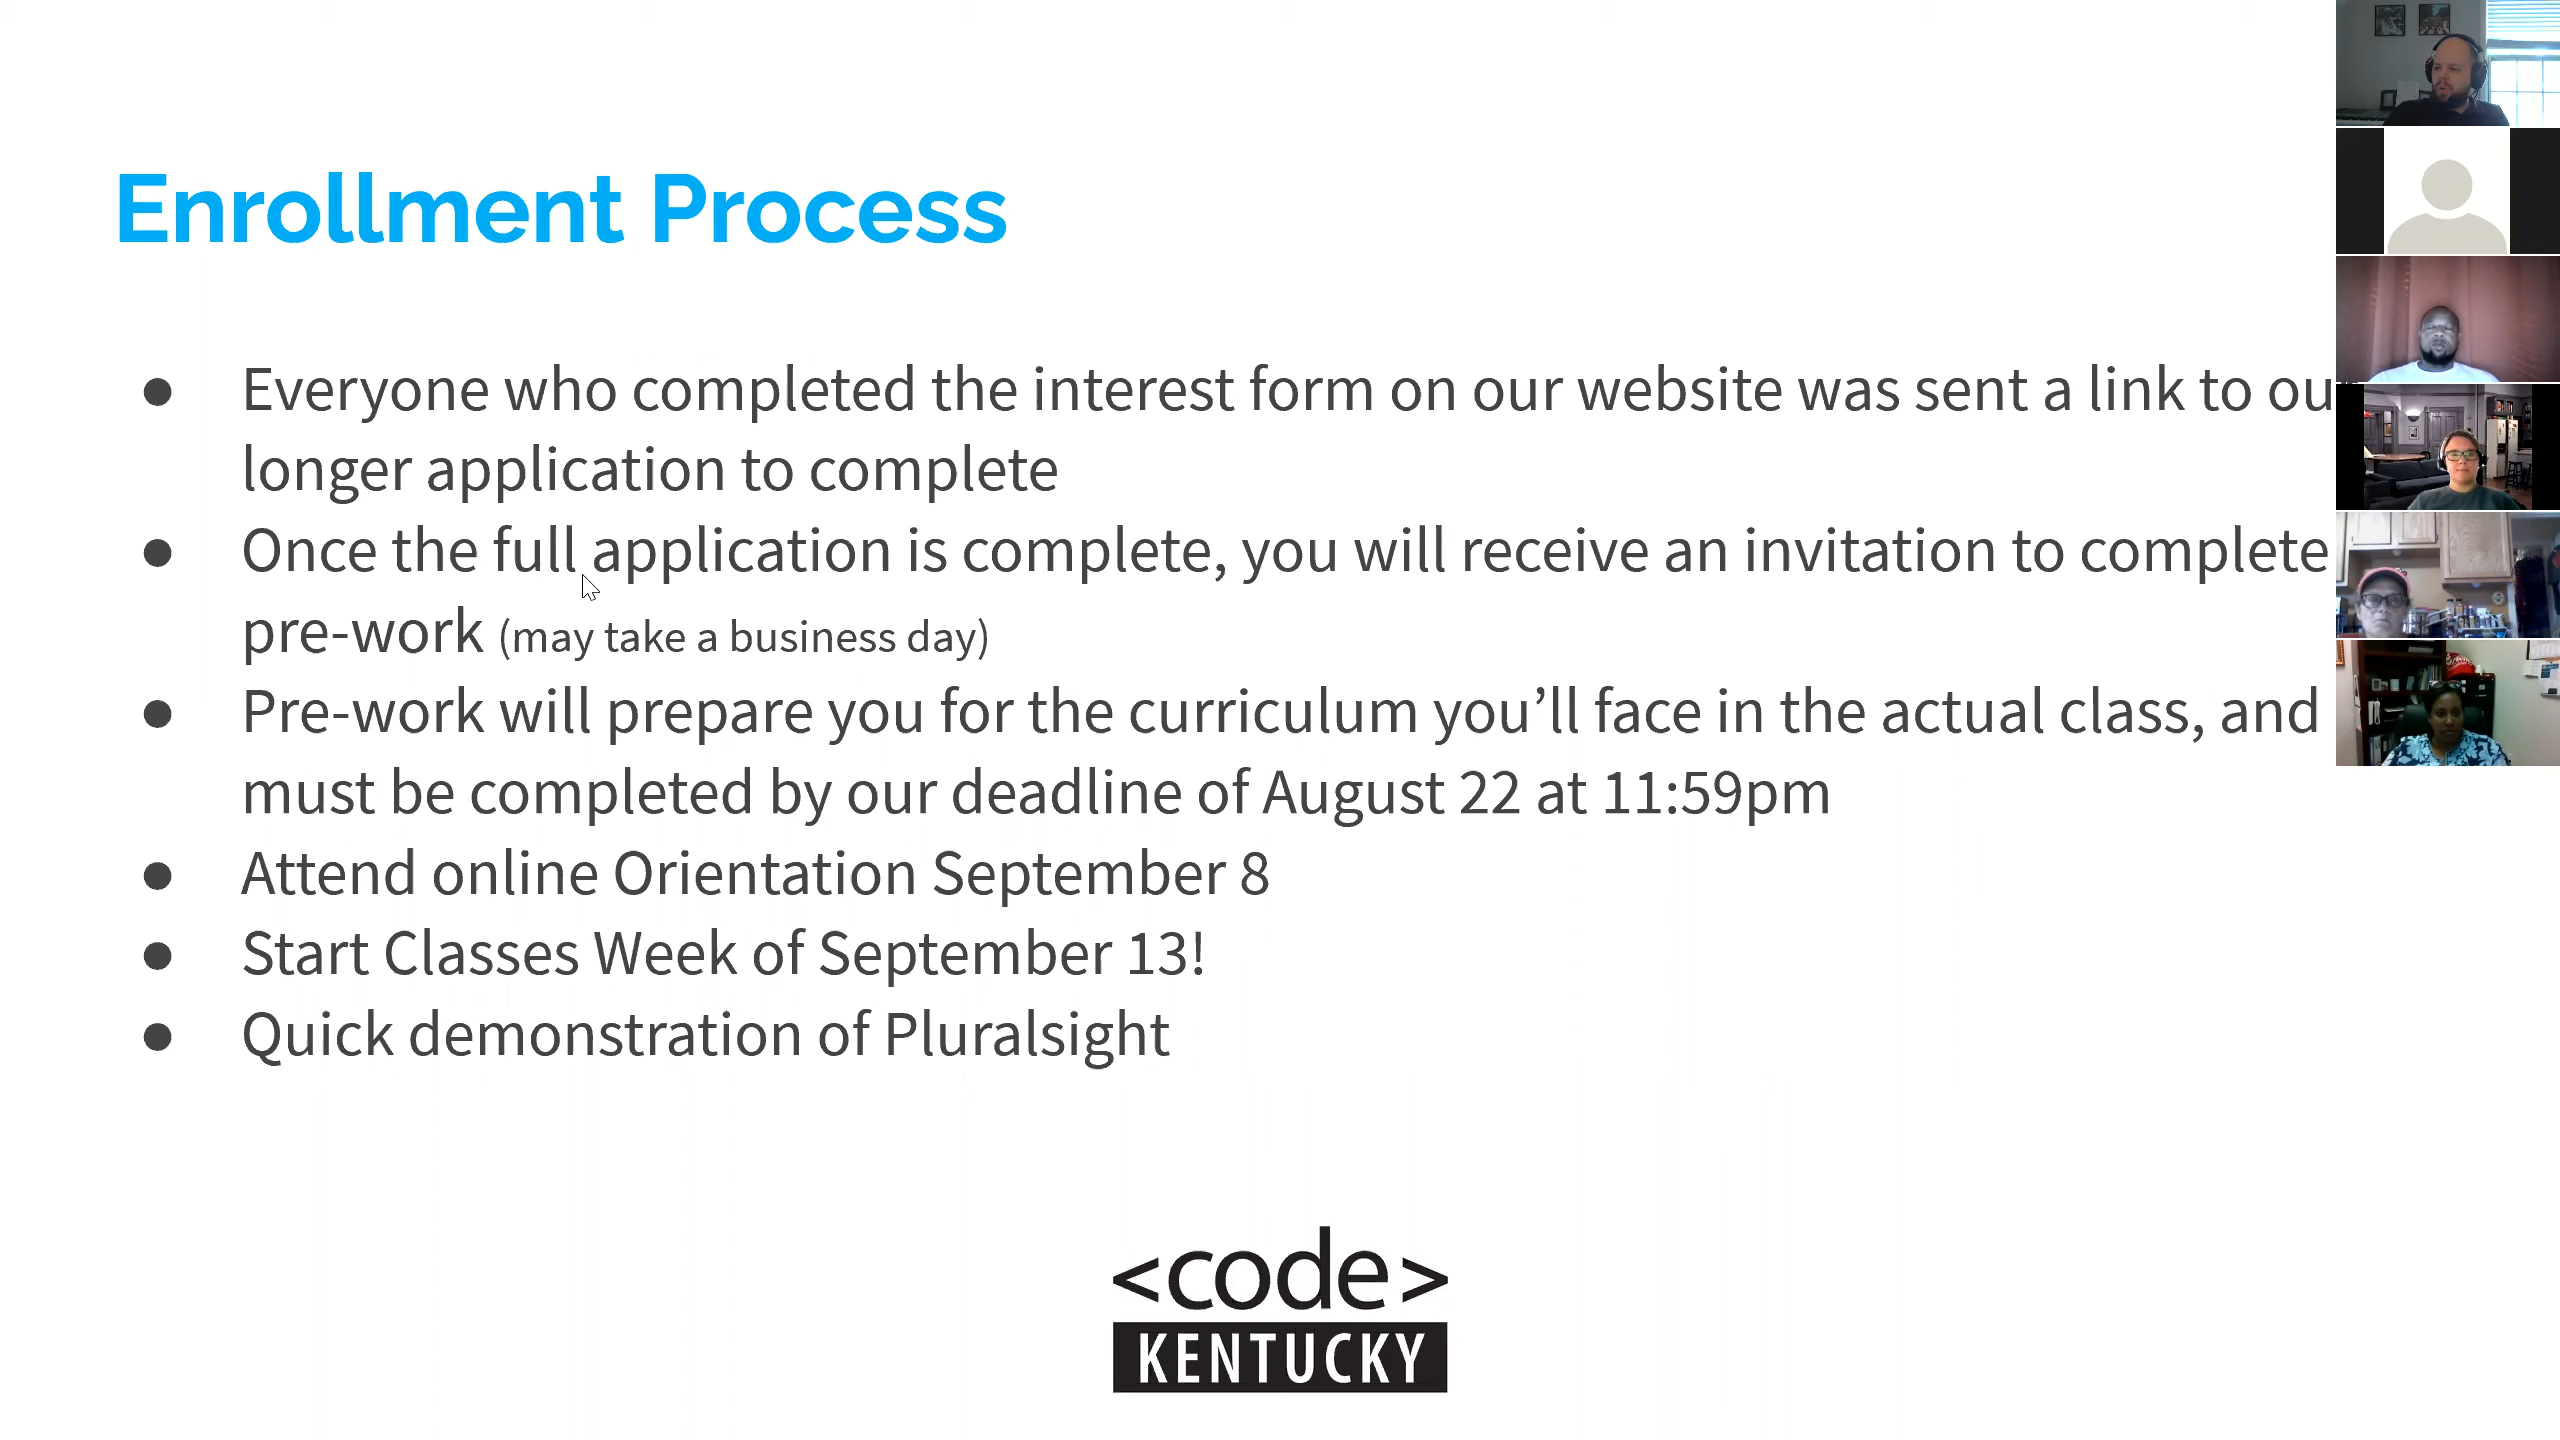 Enrollment Process
● Everyone who completed the interest form on our website was sent a link to ou
longer application to complete
● Once the full application is complete, you will receive an invitation to complete
pre-work (may take a business day)
● Pre-work will prepare you for the curriculum you’ll face in the actual class, and
must be completed by our deadline of August 22 at 11:59pm
● Attend online Orientation September 8
● Start Classes Week of September 13!
● Quick demonstration of Pluralsight
<code>
KENTUCKY